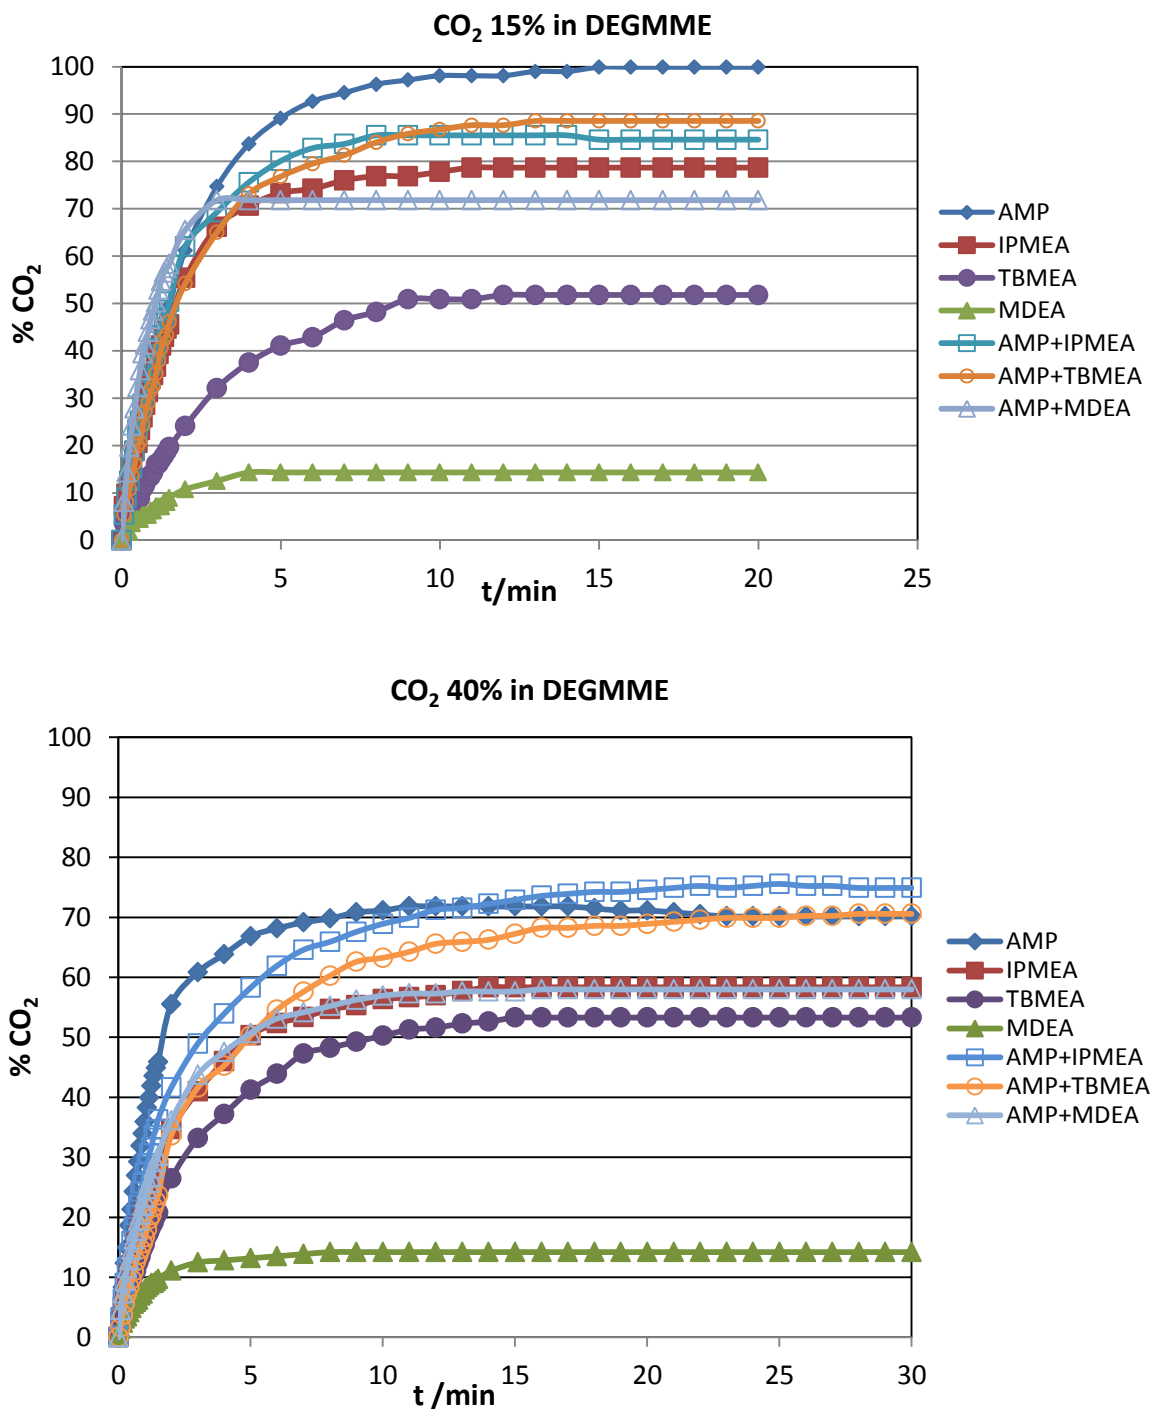 CO₂ 15% in DEGMME
100
90
80
70
60
50
40
30
20
10
0
% CO₂
0 5 10 15 20 25
t/min
AMP
IPMEA
TBMEA
MDEA
AMP+IPMEA
AMP+TBMEA
AMP+MDEA
CO₂ 40% in DEGMME
100
90
80
70
60
50
40
30
20
10
0
% CO₂
0 5 10 15 20 25 30
t /min
AMP
IPMEA
TBMEA
MDEA
AMP+IPMEA
AMP+TBMEA
AMP+MDEA